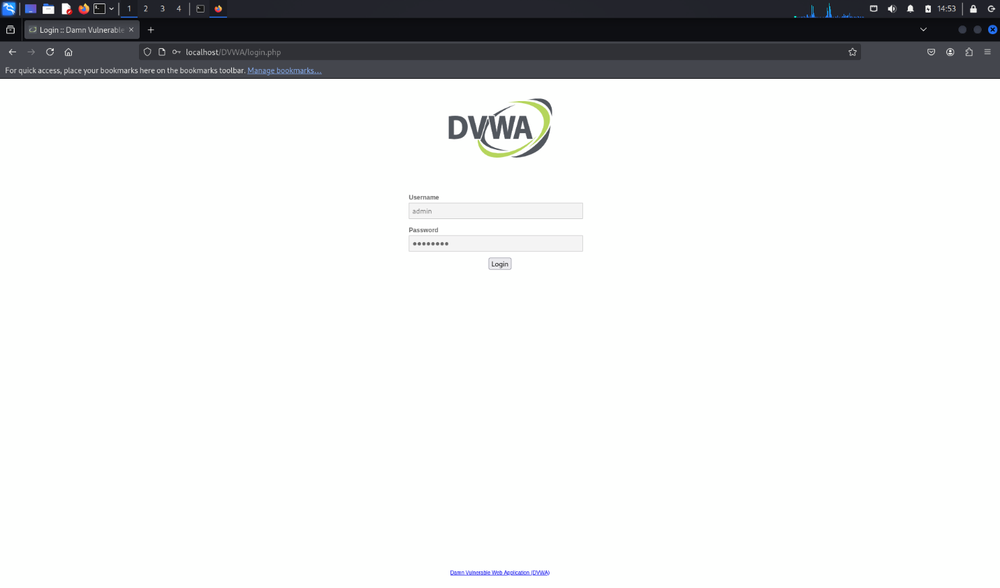 1 2 3 4 14:53
Login :: Damn Vulnerable
localhost/DVWA/login.php
For quick access, place your bookmarks here on the bookmarks toolbar. Manage bookmarks...
DVWA
Username
admin
Password
Login
Damn Vulnerable Web Application (DVWA)